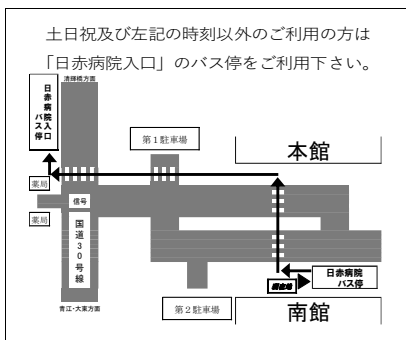 土日祝及び左記の時刻以外のご利用の方は
「日赤病院入口」のバス停をご利用下さい。
清輝橋方面
日赤病院入口
バス停
第1駐車場
本館
薬局
信号
薬局
国道30号線
現在地
日赤病院
バス停
青江・大東方面
第2駐車場
南館